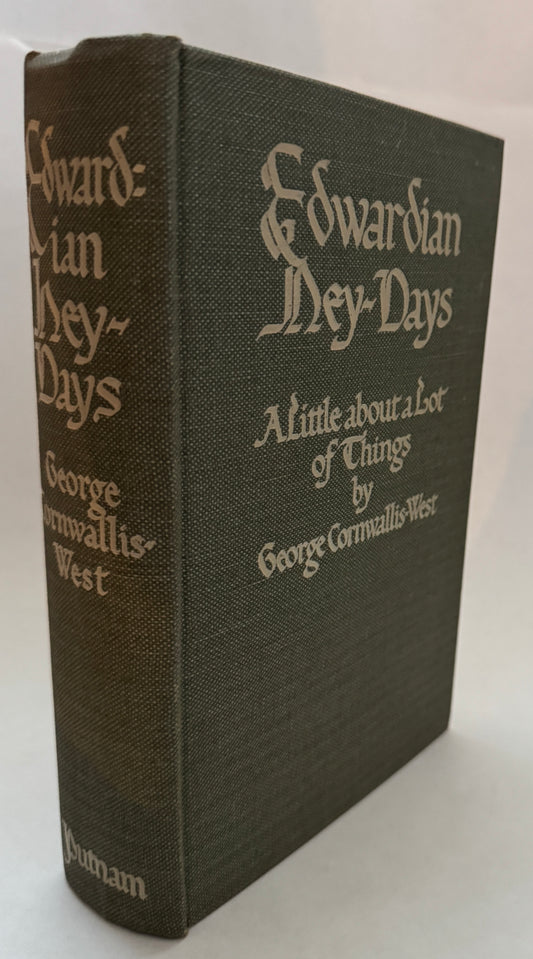 Edward=
ian
Hey-
Days
George
Cornwallis-
West
Putnam
Edwardian
Hey-Days
A Little about a Lot
of Things
by
George Cornwallis-West